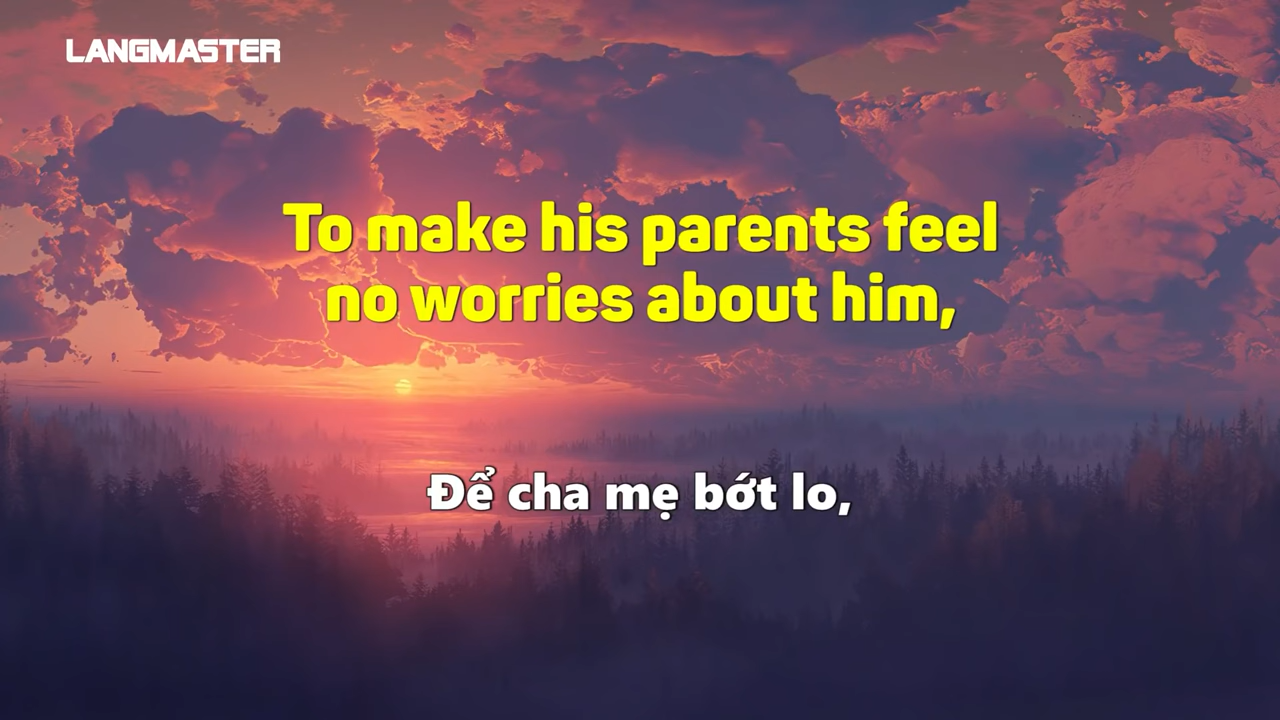 LANGMASTER
To make his parents feel
no worries about him,
Để cha mẹ bớt lo,